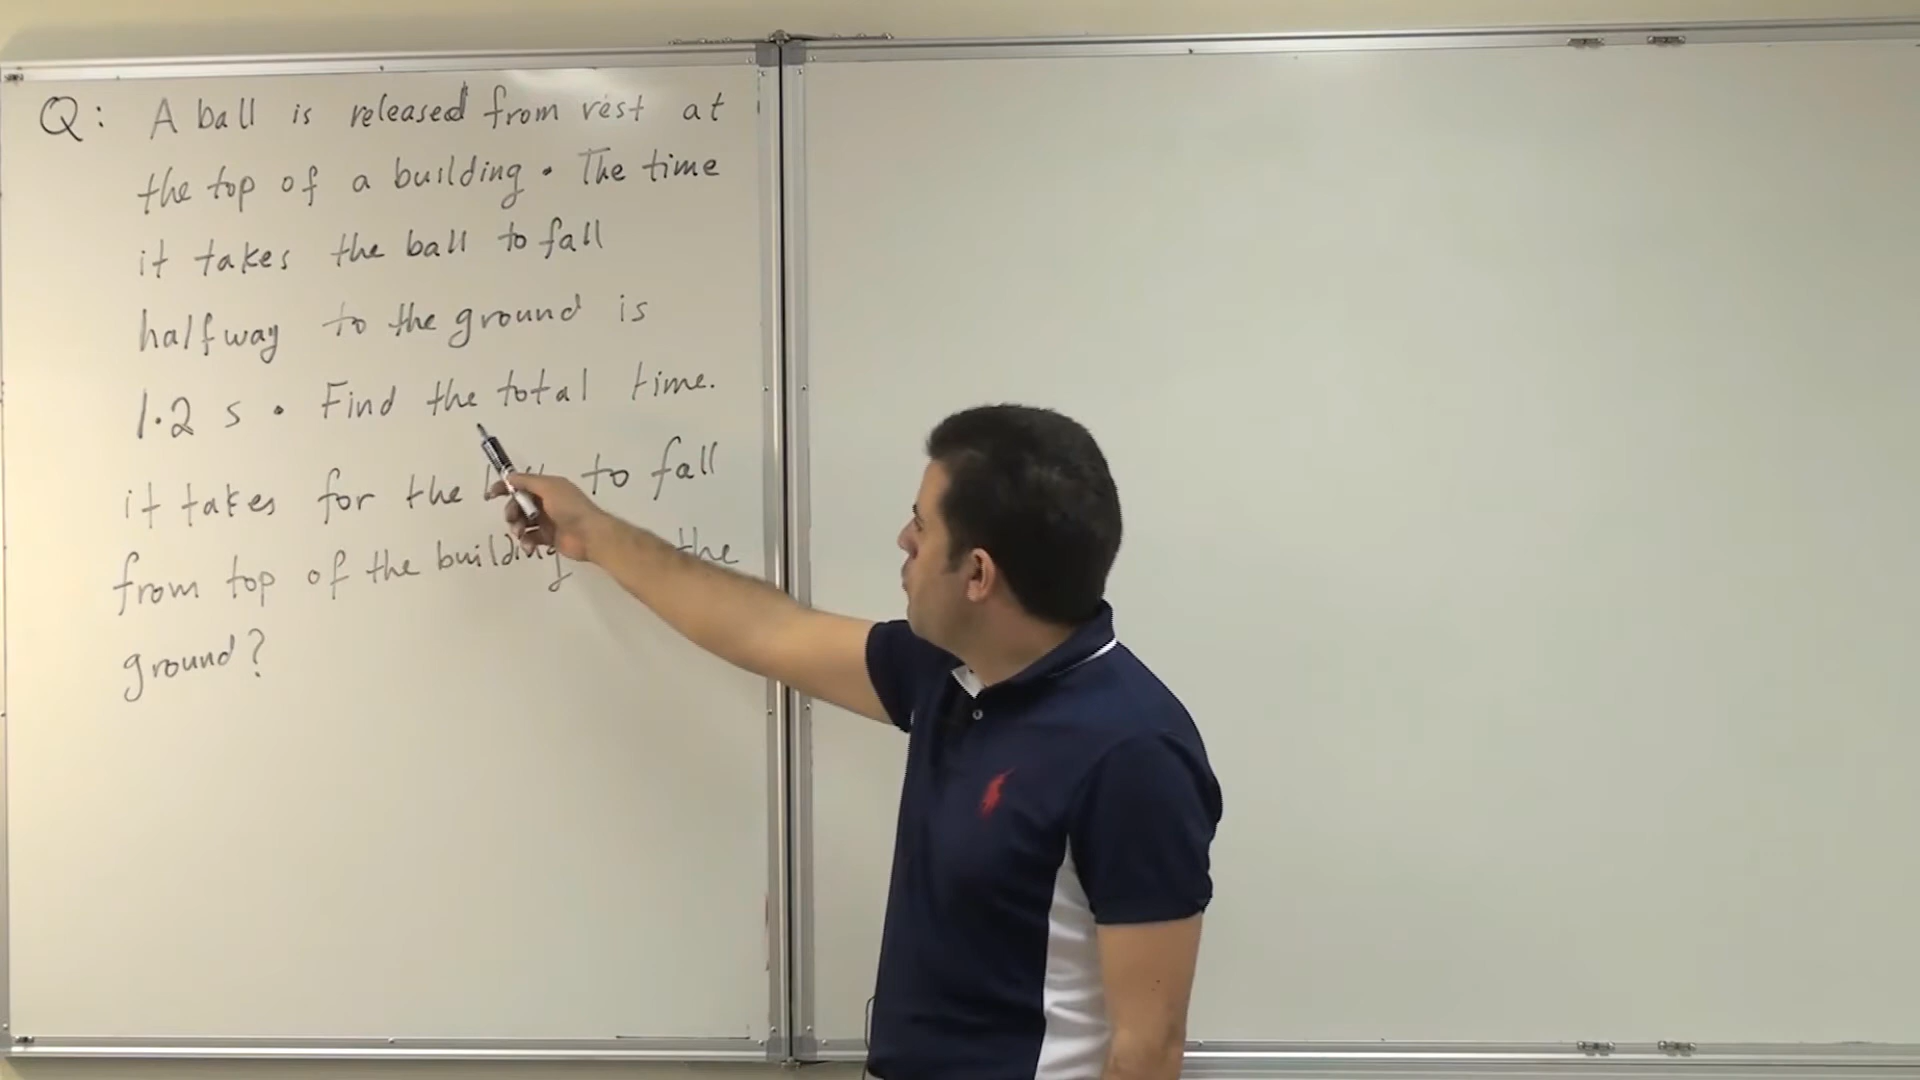 Q: A ball is released from rest at
the top of a building. The time
it takes the ball to fall
halfway to the ground is
1.2 s. Find the total time.
it takes for the to fall
from top of the building the
ground?